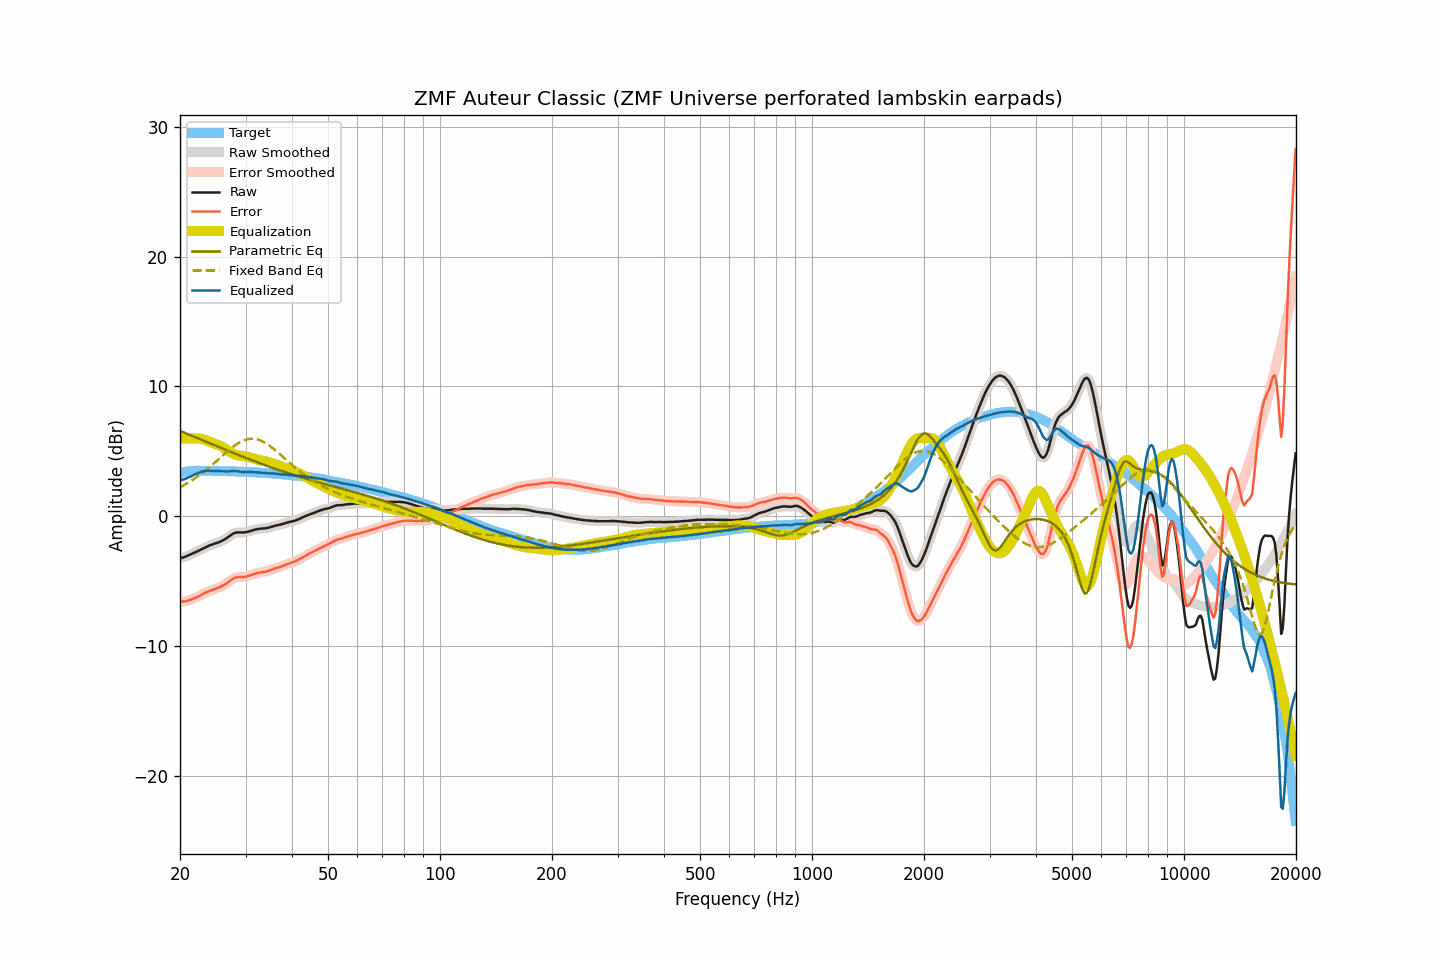 ZMF Auteur Classic (ZMF Universe perforated lambskin earpads)
30
20
10
0
−10
−20
Amplitude (dBr)
Target
Raw Smoothed
Error Smoothed
Raw
Error
Equalization
Parametric Eq
Fixed Band Eq
Equalized
20 50 100 200 500 1000 2000 5000 10000 20000
Frequency (Hz)